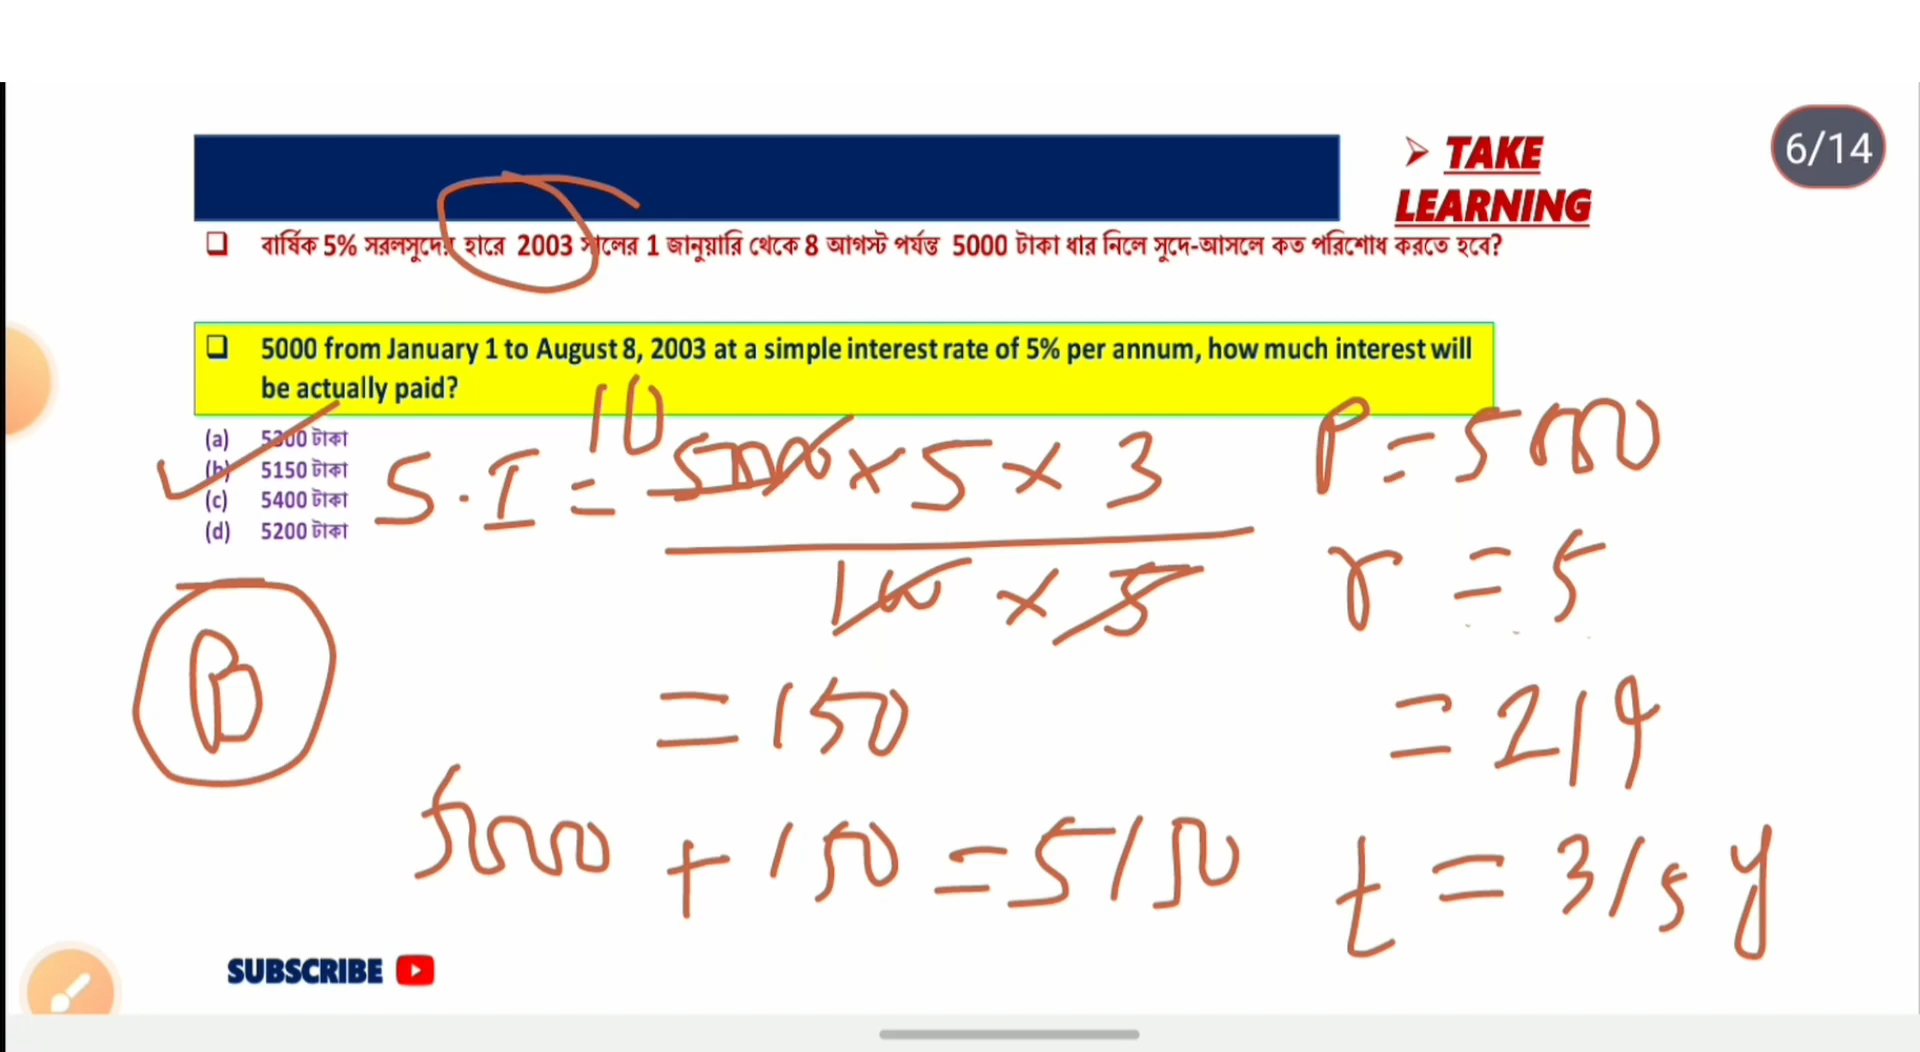 ➢ TAKE
LEARNING
6/14
❑ বার্ষিক 5% সরলসুদের হারে 2003 সালের 1 জানুয়ারি থেকে 8 আগস্ট পর্যন্ত 5000 টাকা ধার নিলে সুদে-আসলে কত পরিশোধ করতে হবে?
❑ 5000 from January 1 to August 8, 2003 at a simple interest rate of 5% per annum, how much interest will
be actually paid?
(a) 5300 টাকা
(b) 5150 টাকা
(c) 5400 টাকা
(d) 5200 টাকা
10
S.I = 5000 × 5 × 3
100 × 5
P = 5000
r = 5
B
= 150
= 219
5000 + 150 = 5150
t = 3/5 y
SUBSCRIBE